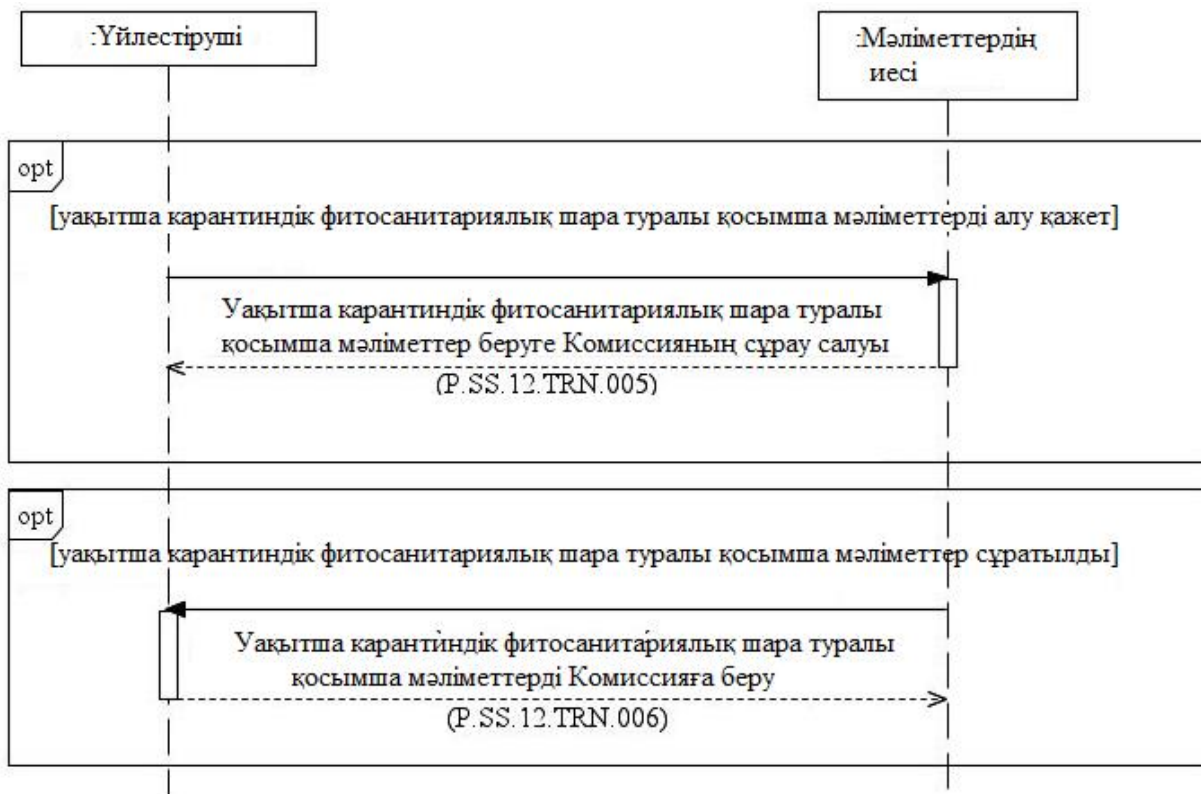 :Үйлестіруші
:Мәліметтердің
иесі
opt
[уақытша карантиндік фитосанитариялық шара туралы қосымша мәліметтерді алу қажет]
Уақытша карантиндік фитосанитариялық шара туралы
қосымша мәліметтер беруге Комиссияның сұрау салуы
(P.SS.12.TRN.005)
opt
[уақытша карантиндік фитосанитариялық шара туралы қосымша мәліметтер сұратылды]
Уақытша карантиндік фитосанитариялық шара туралы
қосымша мәліметтерді Комиссияға беру
(P.SS.12.TRN.006)